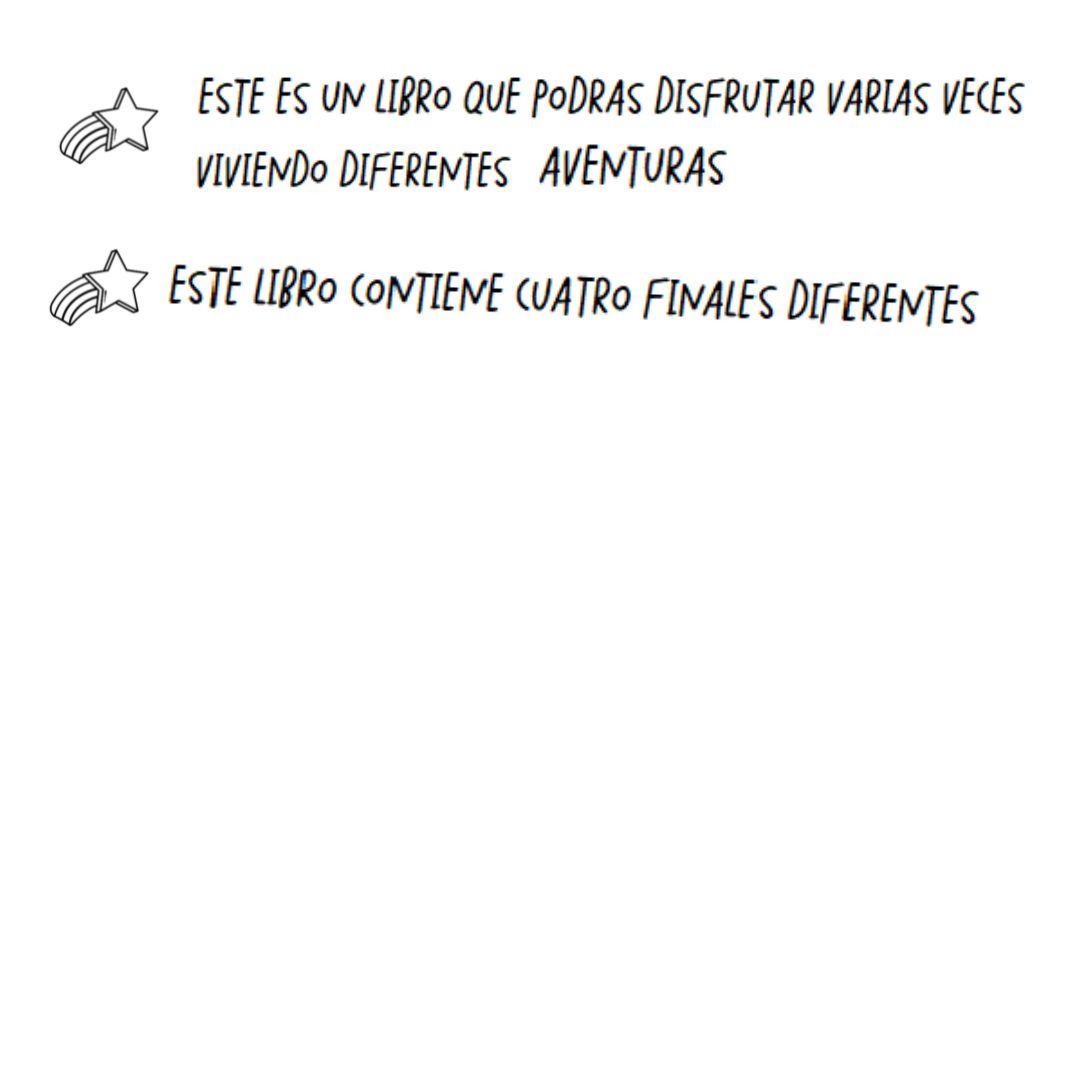 ESTE ES UN LIBRO QUE PODRAS DISFRUTAR VARIAS VECES
VIVIENDO DIFERENTES AVENTURAS
ESTE LIBRO CONTIENE CUATRO FINALES DIFERENTES